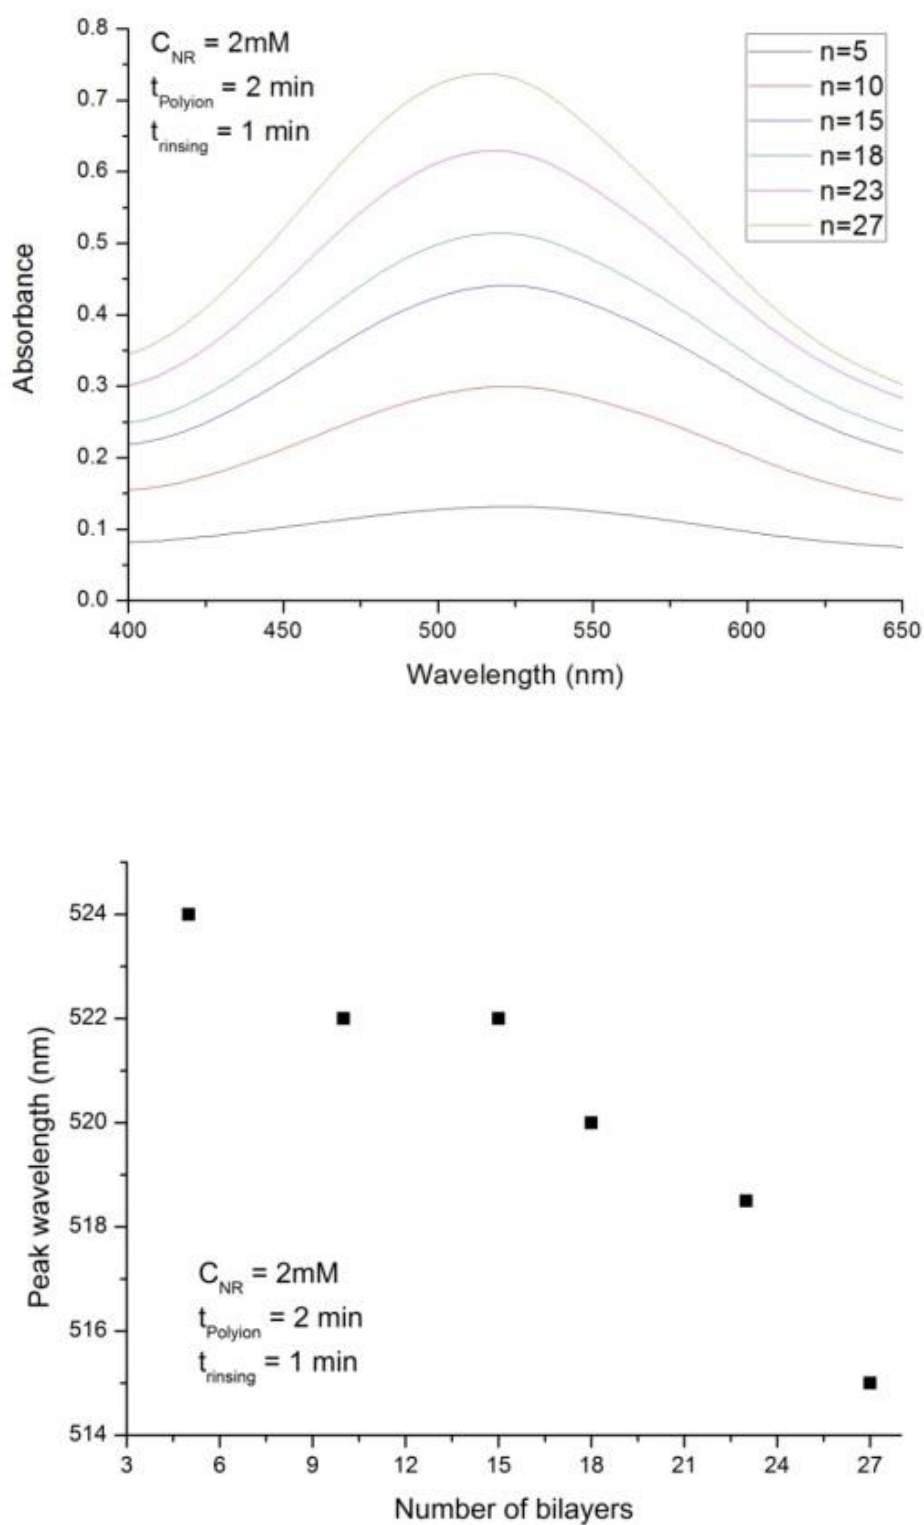 C_NR = 2mM
t_Polyion = 2 min
t_rinsing = 1 min
n=5
n=10
n=15
n=18
n=23
n=27
0.8
0.7
0.6
0.5
0.4
0.3
0.2
0.1
0.0
Absorbance
400 450 500 550 600 650
Wavelength (nm)
524
522
520
518
516
514
Peak wavelength (nm)
C_NR = 2mM
t_Polyion = 2 min
t_rinsing = 1 min
3 6 9 12 15 18 21 24 27
Number of bilayers